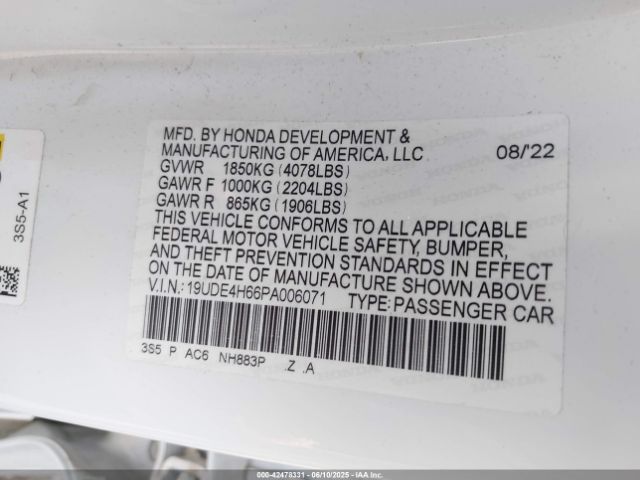 MFD. BY HONDA DEVELOPMENT &
MANUFACTURING OF AMERICA, LLC 08/'22
GVWR 1850KG (4078LBS)
GAWR F 1000KG (2204LBS)
GAWR R 865KG (1906LBS)
THIS VEHICLE CONFORMS TO ALL APPLICABLE
FEDERAL MOTOR VEHICLE SAFETY, BUMPER,
AND THEFT PREVENTION STANDARDS IN EFFECT
ON THE DATE OF MANUFACTURE SHOWN ABOVE.
V.I.N.: 19UDE4H66PA006071 TYPE: PASSENGER CAR
3S5 P AC6 NH883P .Z .A
3S5-A1
000-42478331 - 06/10/2025 - IAAI.COM